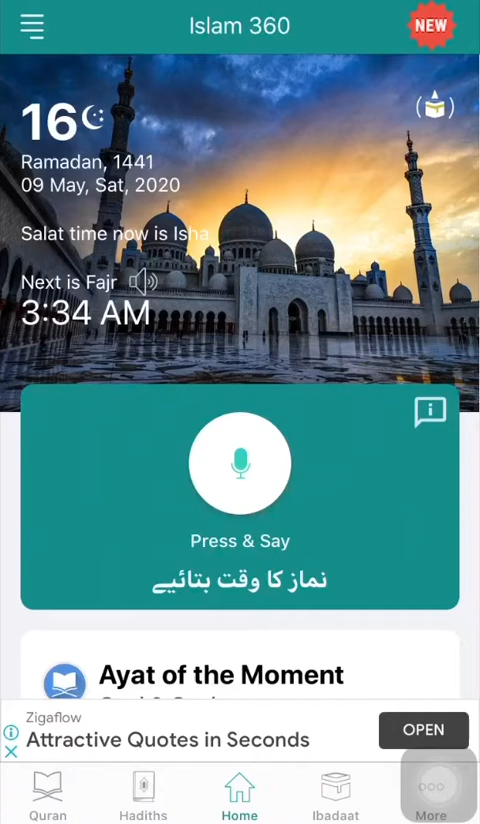 Islam 360
NEW
16
Ramadan, 1441
09 May, Sat, 2020
Salat time now is Isha
Next is Fajr
3:34 AM
Press & Say
نماز کا وقت بتائیے
Ayat of the Moment
Zigaflow
Attractive Quotes in Seconds
OPEN
Quran
Hadiths
Home
Ibadaat
More